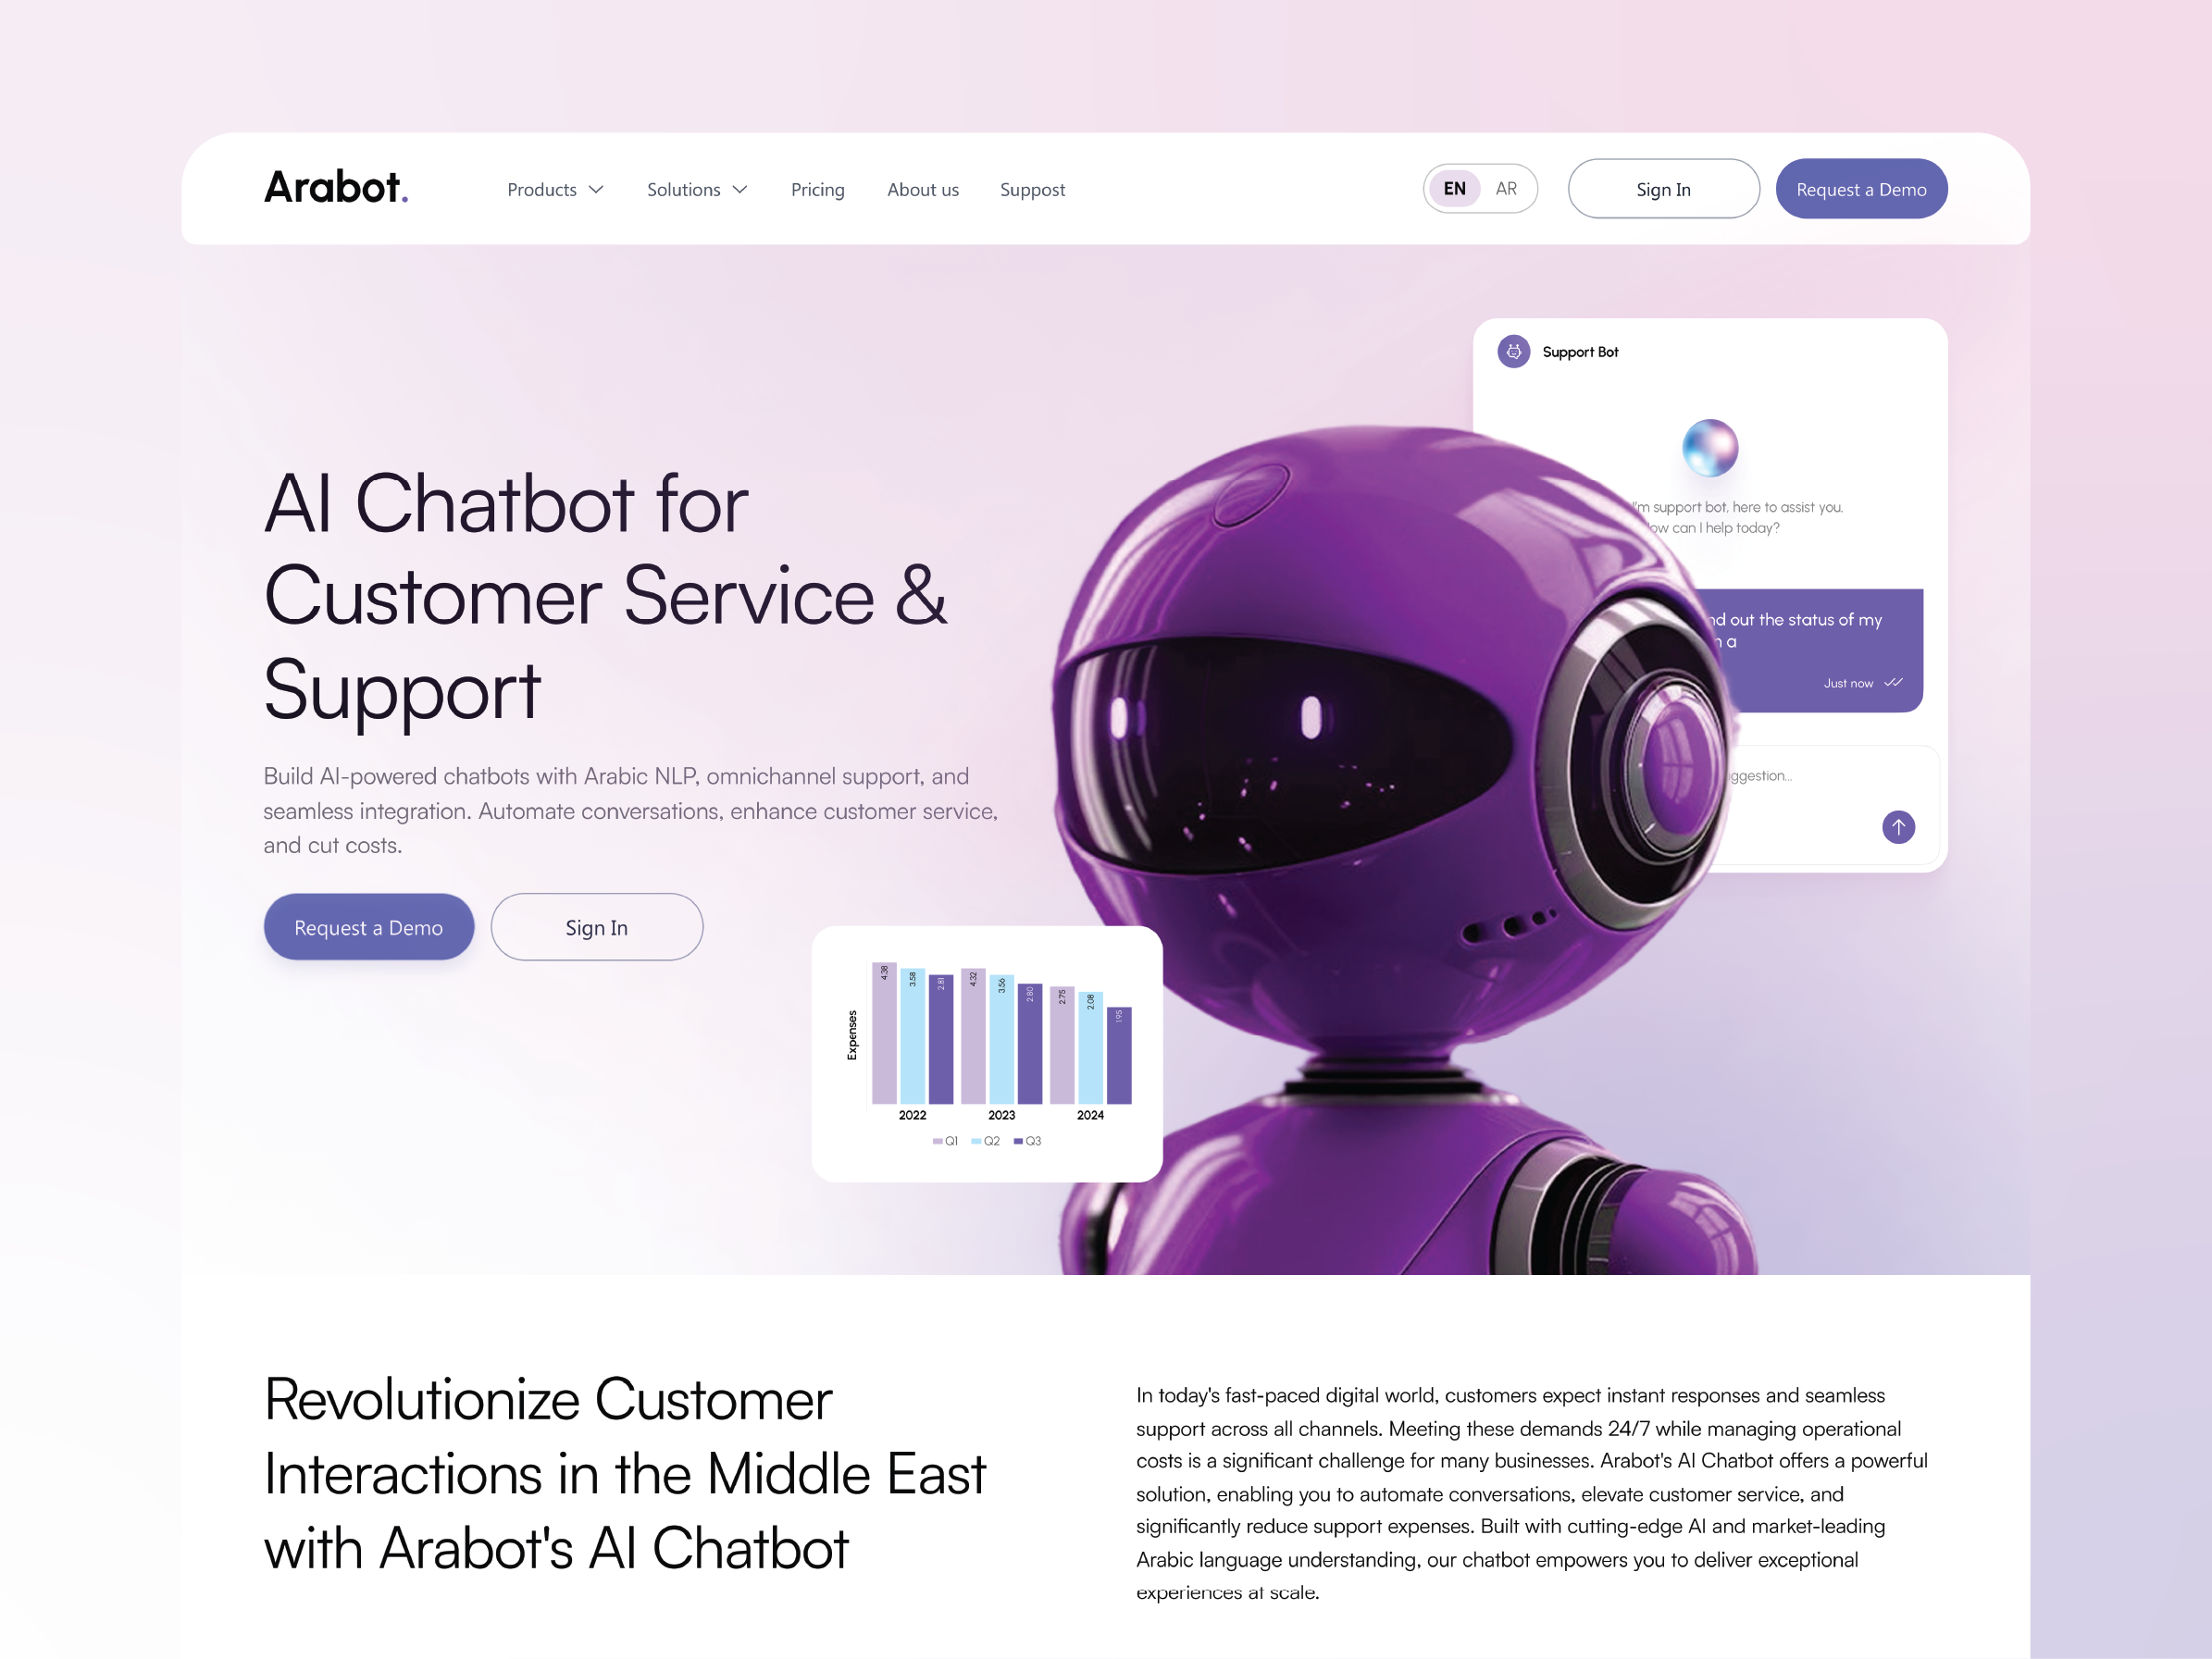 Arabot.
Products
Solutions
Pricing
About us
Suppost
EN
AR
Sign In
Request a Demo
AI Chatbot for
Customer Service &
Support
Build AI-powered chatbots with Arabic NLP, omnichannel support, and
seamless integration. Automate conversations, enhance customer service,
and cut costs.
Request a Demo
Sign In
Support Bot
I'm support bot, here to assist you.
How can I help today?
out the status of my
a
Just now
Expenses
4.38
3.58
2.81
4.32
3.56
2.80
2.75
2.08
1.95
2022
2023
2024
Q1
Q2
Q3
Revolutionize Customer
Interactions in the Middle East
with Arabot's AI Chatbot
In today's fast-paced digital world, customers expect instant responses and seamless
support across all channels. Meeting these demands 24/7 while managing operational
costs is a significant challenge for many businesses. Arabot's AI Chatbot offers a powerful
solution, enabling you to automate conversations, elevate customer service, and
significantly reduce support expenses. Built with cutting-edge AI and market-leading
Arabic language understanding, our chatbot empowers you to deliver exceptional
experiences at scale.